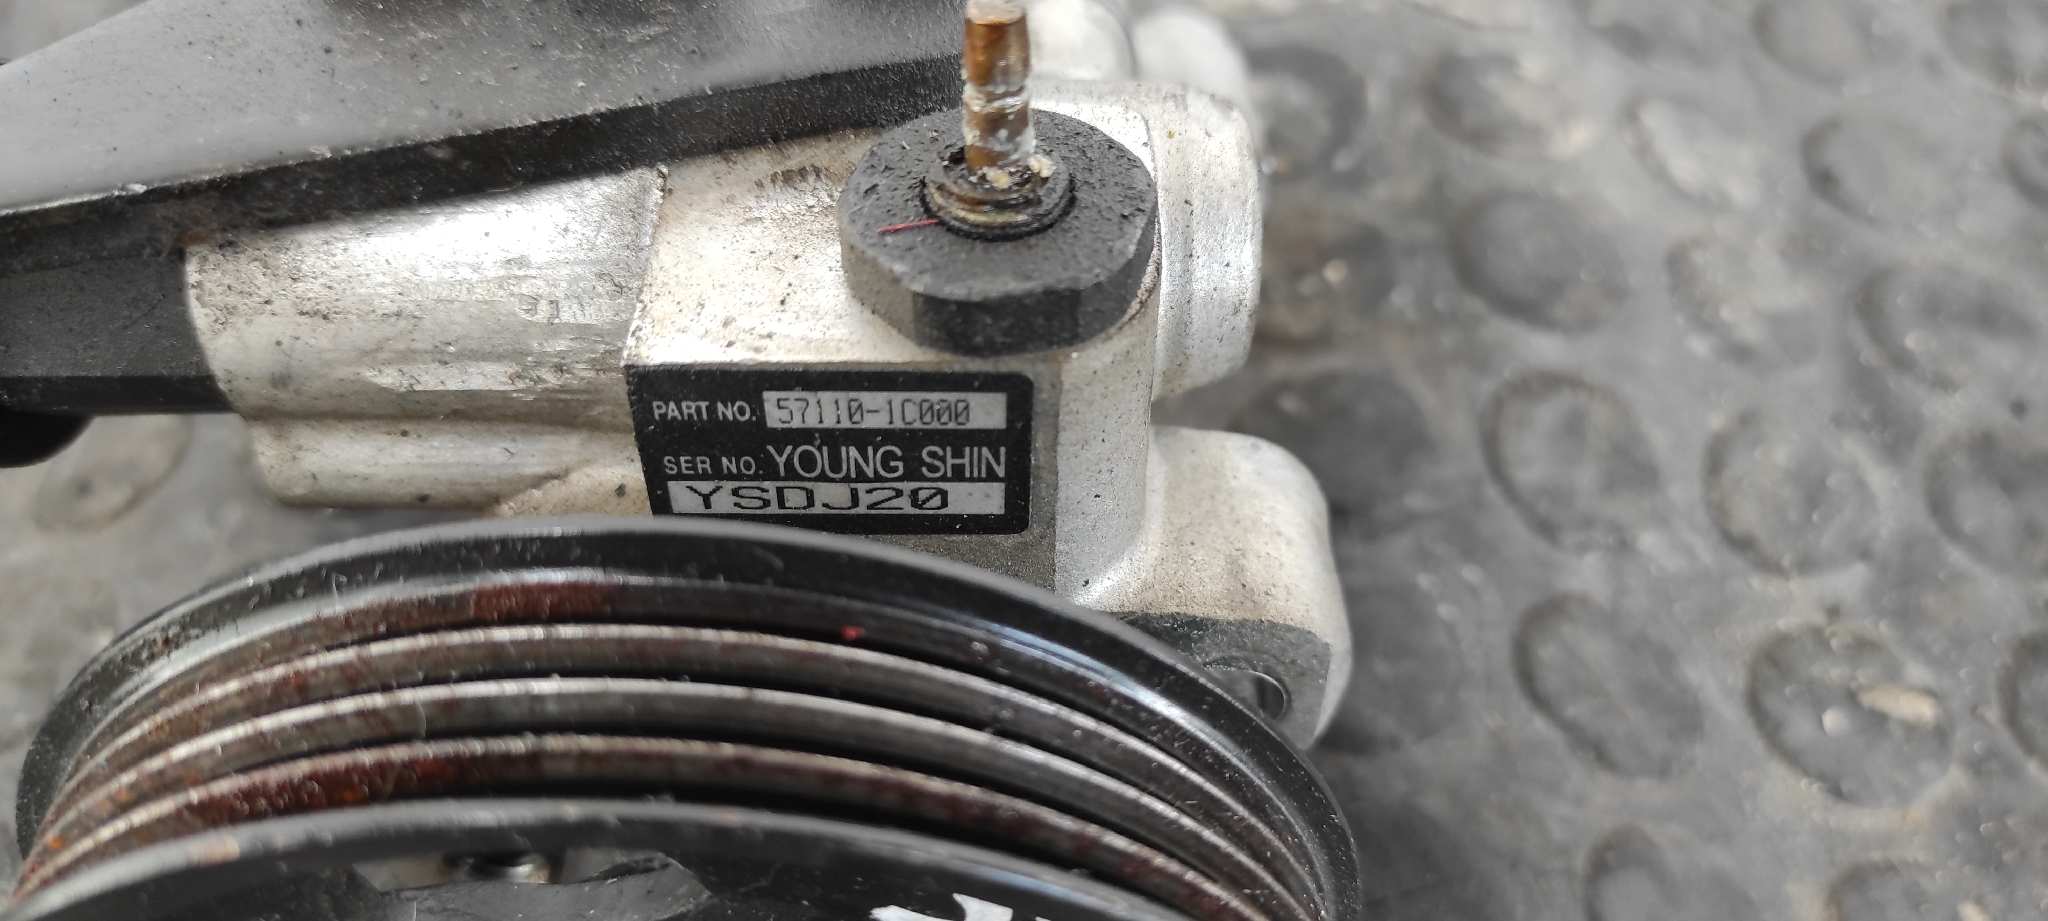 PART NO. 57110-1C000
SER NO. YOUNG SHIN
YSDJ20